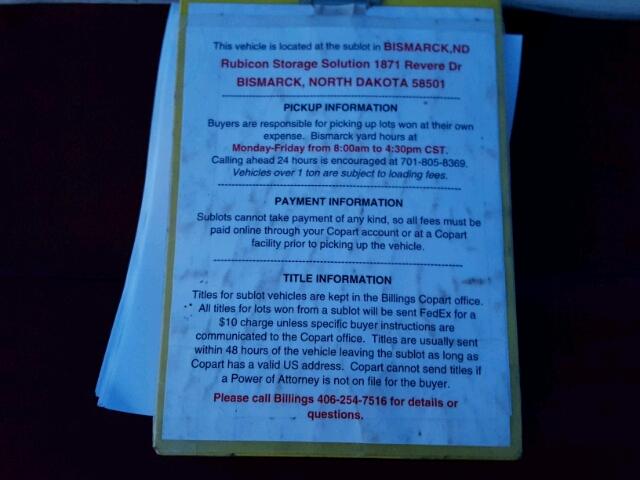 This vehicle is located at the sublot in BISMARCK,ND
Rubicon Storage Solution 1871 Revere Dr
BISMARCK, NORTH DAKOTA 58501
PICKUP INFORMATION
Buyers are responsible for picking up lots won at their own
expense. Bismarck yard hours at
Monday-Friday from 8:00am to 4:30pm CST.
Calling ahead 24 hours is encouraged at 701-805-8369.
Vehicles over 1 ton are subject to loading fees.
PAYMENT INFORMATION
Sublots cannot take payment of any kind, so all fees must be
paid online through your Copart account or at a Copart
facility prior to picking up the vehicle.
TITLE INFORMATION
Titles for sublot vehicles are kept in the Billings Copart office.
All titles for lots won from a sublot will be sent FedEx for a
$10 charge unless specific buyer instructions are
communicated to the Copart office. Titles are usually sent
within 48 hours of the vehicle leaving the sublot as long as
Copart has a valid US address. Copart cannot send titles if
a Power of Attorney is not on file for the buyer.
Please call Billings 406-254-7516 for details or
questions.